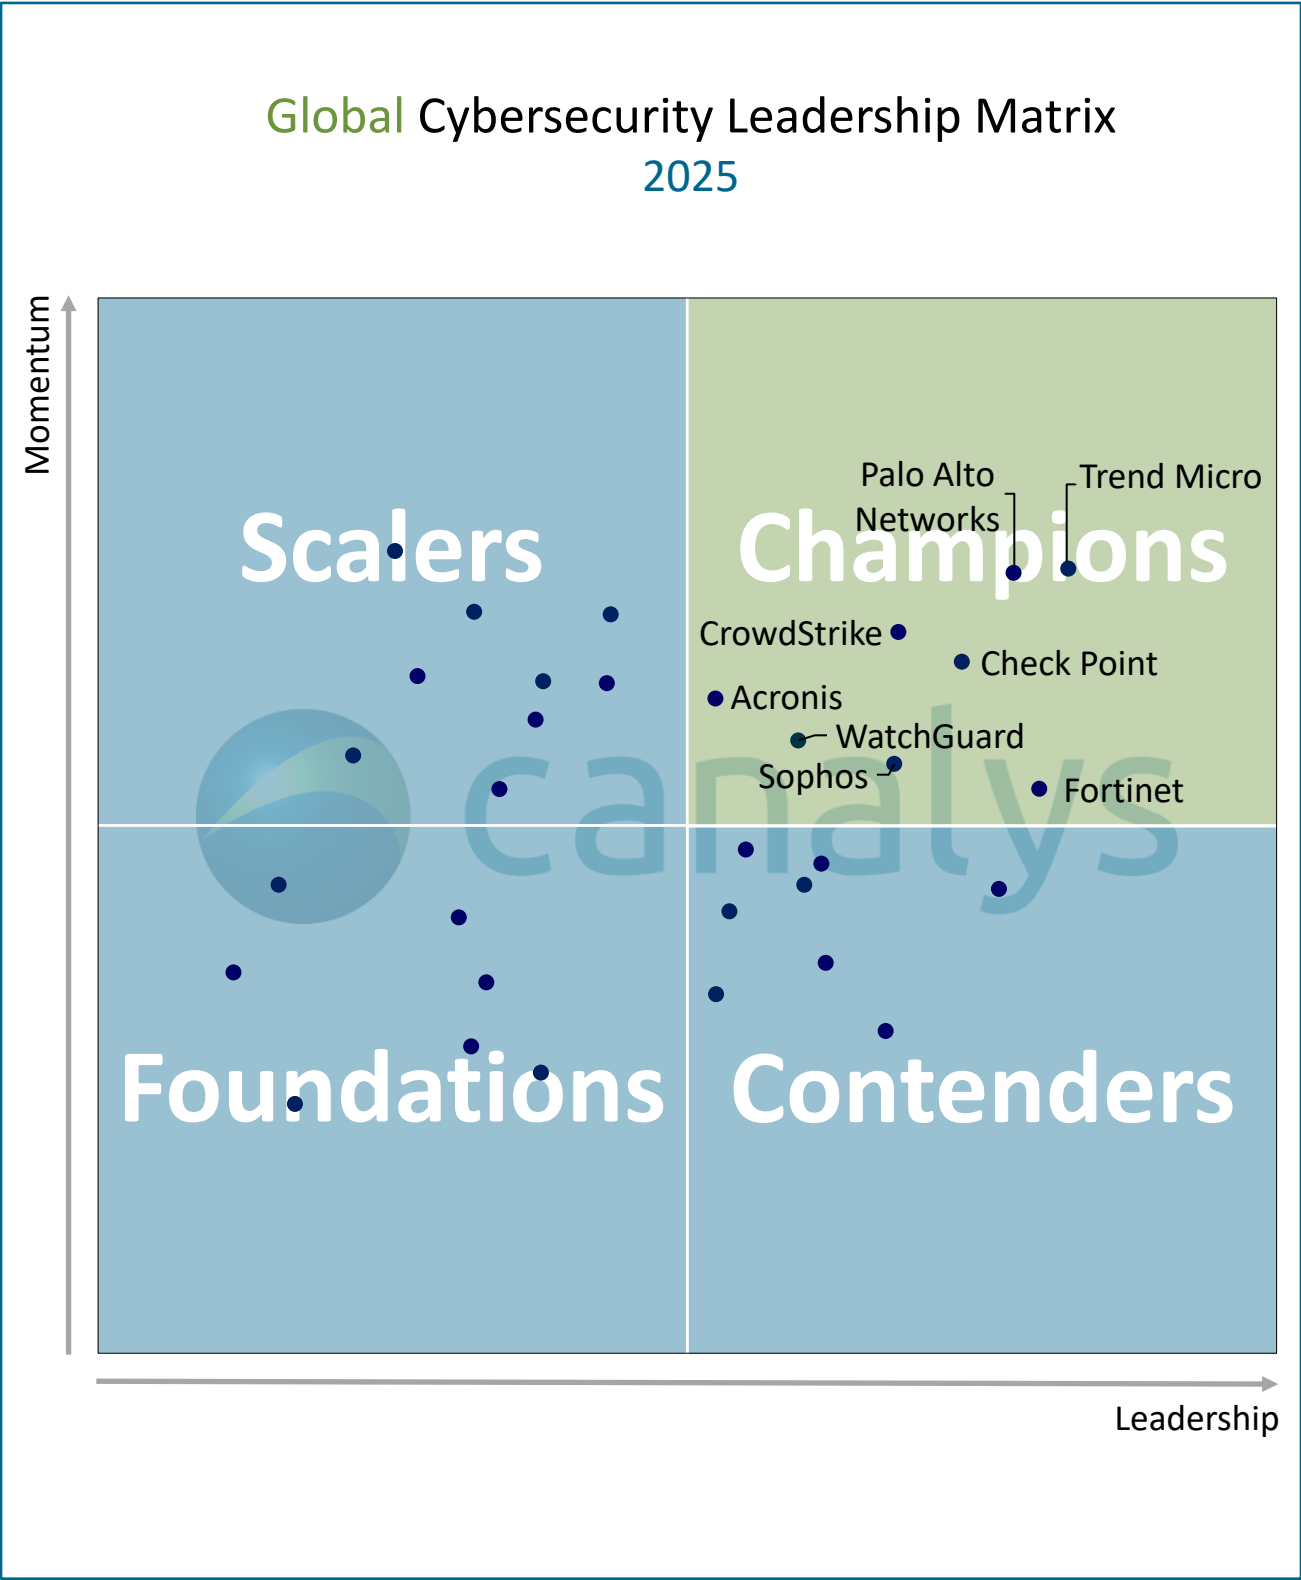 Global Cybersecurity Leadership Matrix
2025
Momentum
Scalers
Champions
Palo Alto
Networks
Trend Micro
CrowdStrike
Check Point
Acronis
WatchGuard
Sophos
Fortinet
canalys
Foundations
Contenders
Leadership